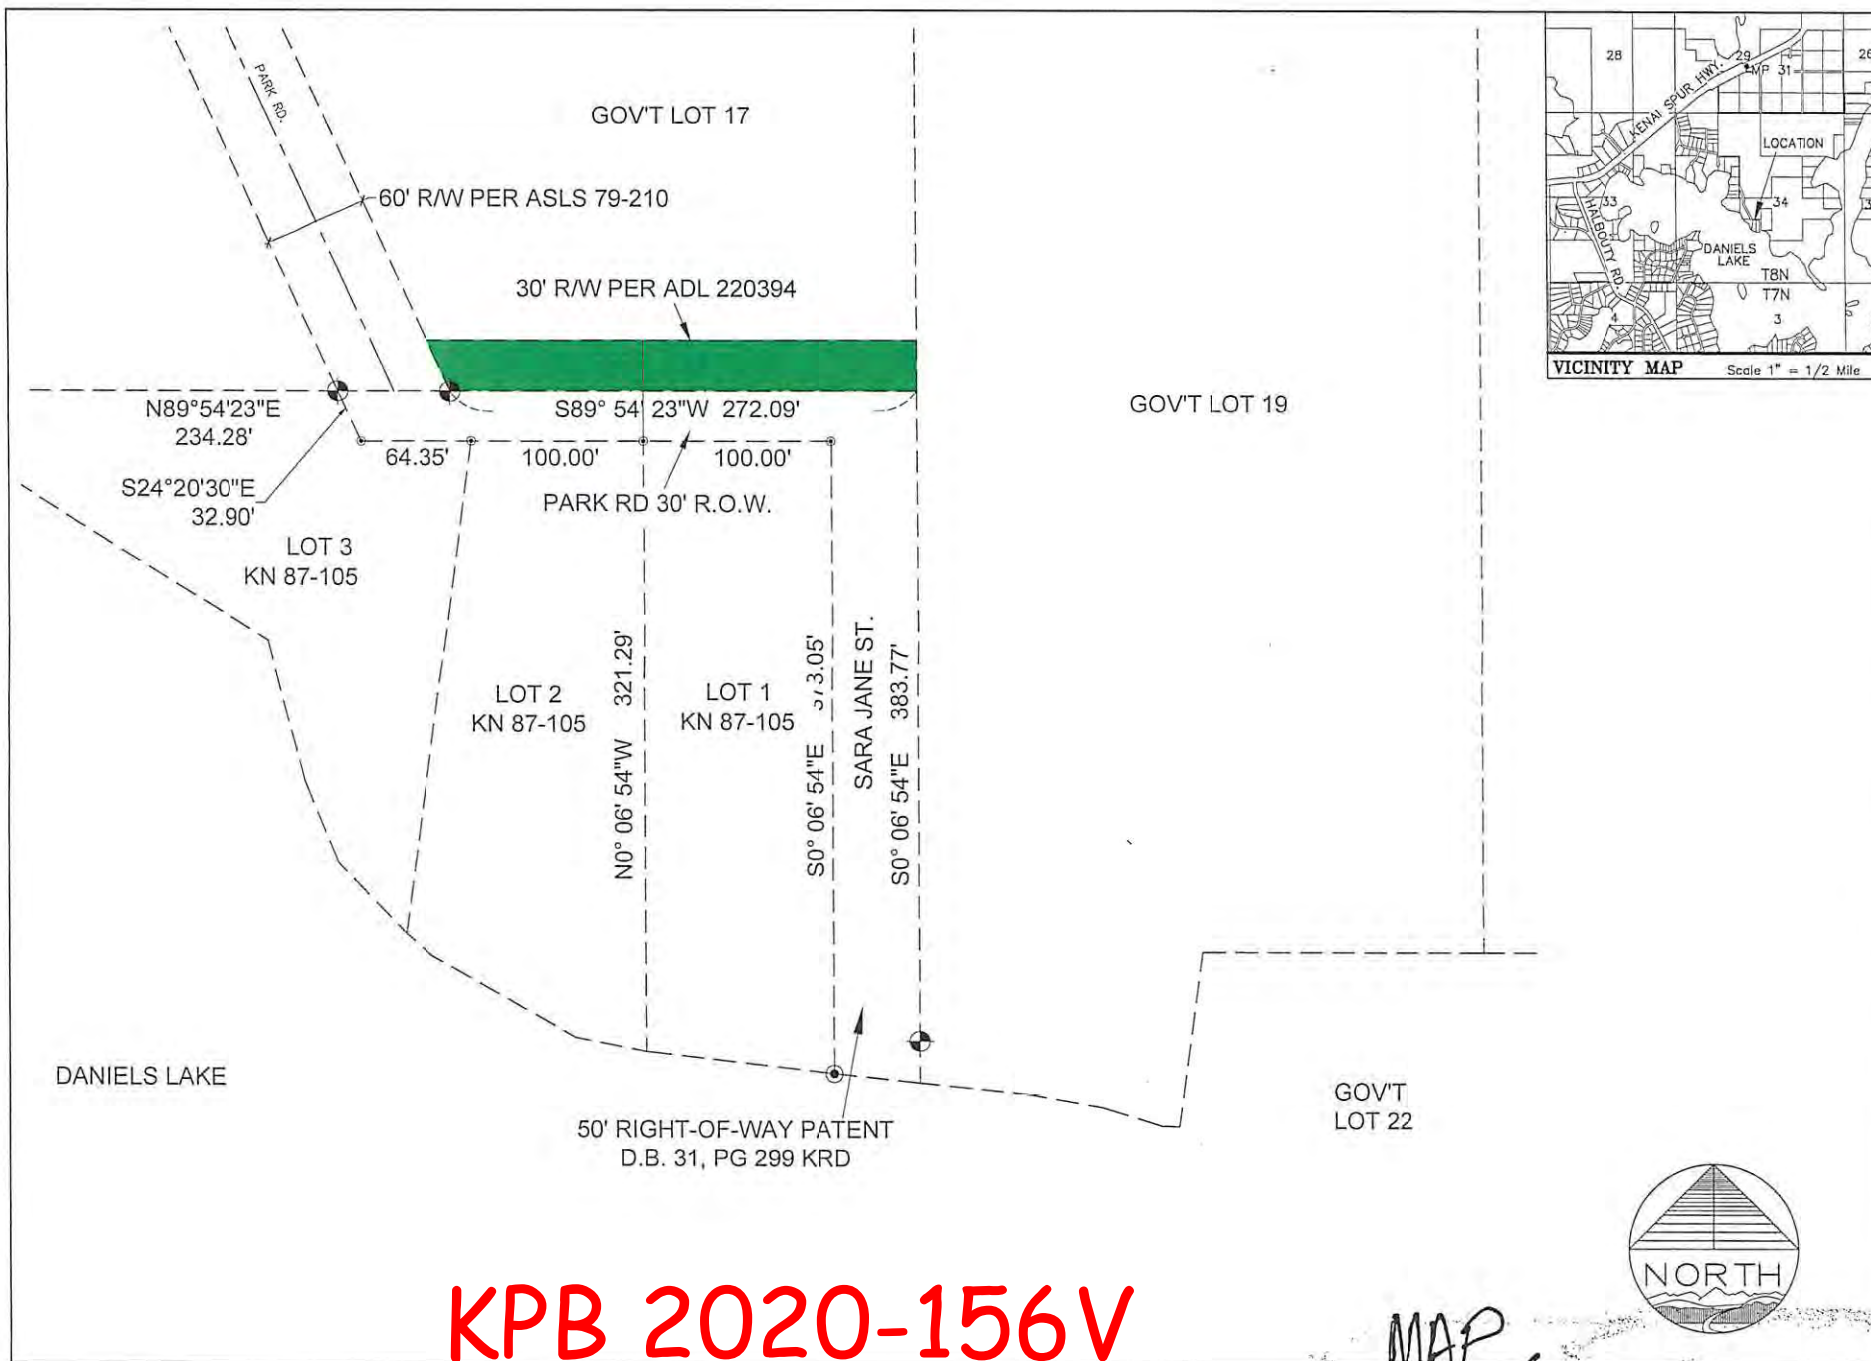 PARK RD.
GOV'T LOT 17
60' R/W PER ASLS 79-210
30' R/W PER ADL 220394
N89°54'23"E
234.28'
S89° 54' 23"W 272.09'
GOV'T LOT 19
64.35'
100.00'
100.00'
S24°20'30"E
32.90'
PARK RD 30' R.O.W.
LOT 3
KN 87-105
LOT 2
KN 87-105
N0° 06' 54"W 321.29'
LOT 1
KN 87-105
S0° 06' 54"E
SARA JANE ST.
S0° 06' 54"E 383.77'
DANIELS LAKE
50' RIGHT-OF-WAY PATENT
D.B. 31, PG 299 KRD
GOV'T
LOT 22
28
29
MP 31
KENAI SPUR HWY.
LOCATION
33
34
HALBOUTY RD.
DANIELS
LAKE
T8N
T7N
4
3
VICINITY MAP
Scale 1" = 1/2 Mile
NORTH
KPB 2020-156V
MAP